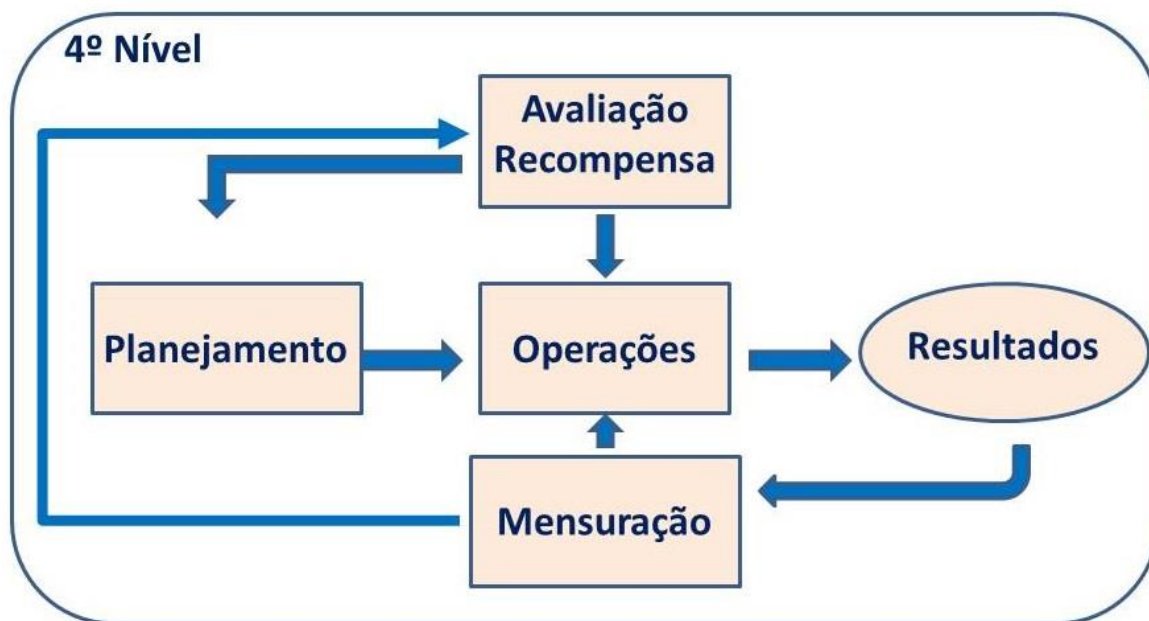 4º Nível
Avaliação
Recompensa
Planejamento
Operações
Resultados
Mensuração